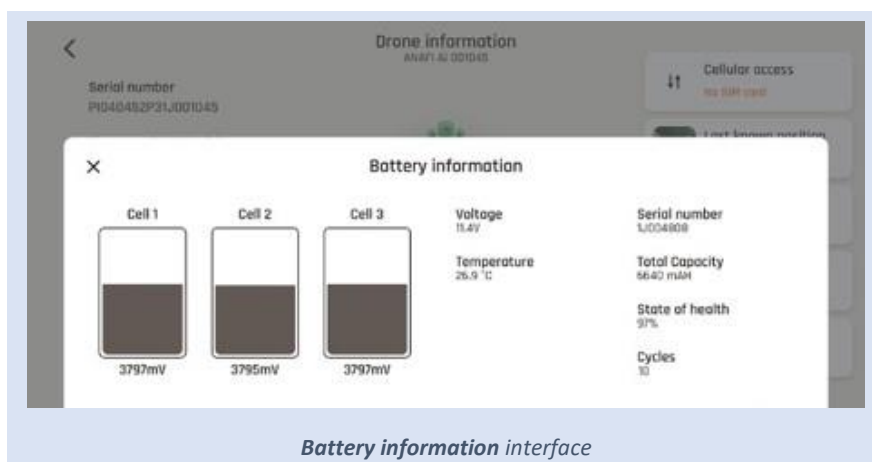 Drone information
ANAFI Ai 001045
Serial number
PI040452P31J001045
Cellular access
No SIM card
Last known position
Battery information
Cell 1
Cell 2
Cell 3
3797mV
3795mV
3797mV
Voltage
11.4V
Temperature
26.9 °C
Serial number
1J004808
Total Capacity
6640 mAH
State of health
97%
Cycles
10
Battery information interface